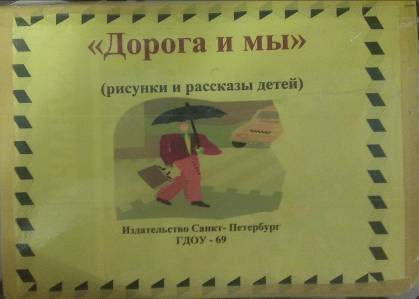 «Дорога и мы»
(рисунки и рассказы детей)
Издательство Санкт- Петербург
ГДОУ - 69